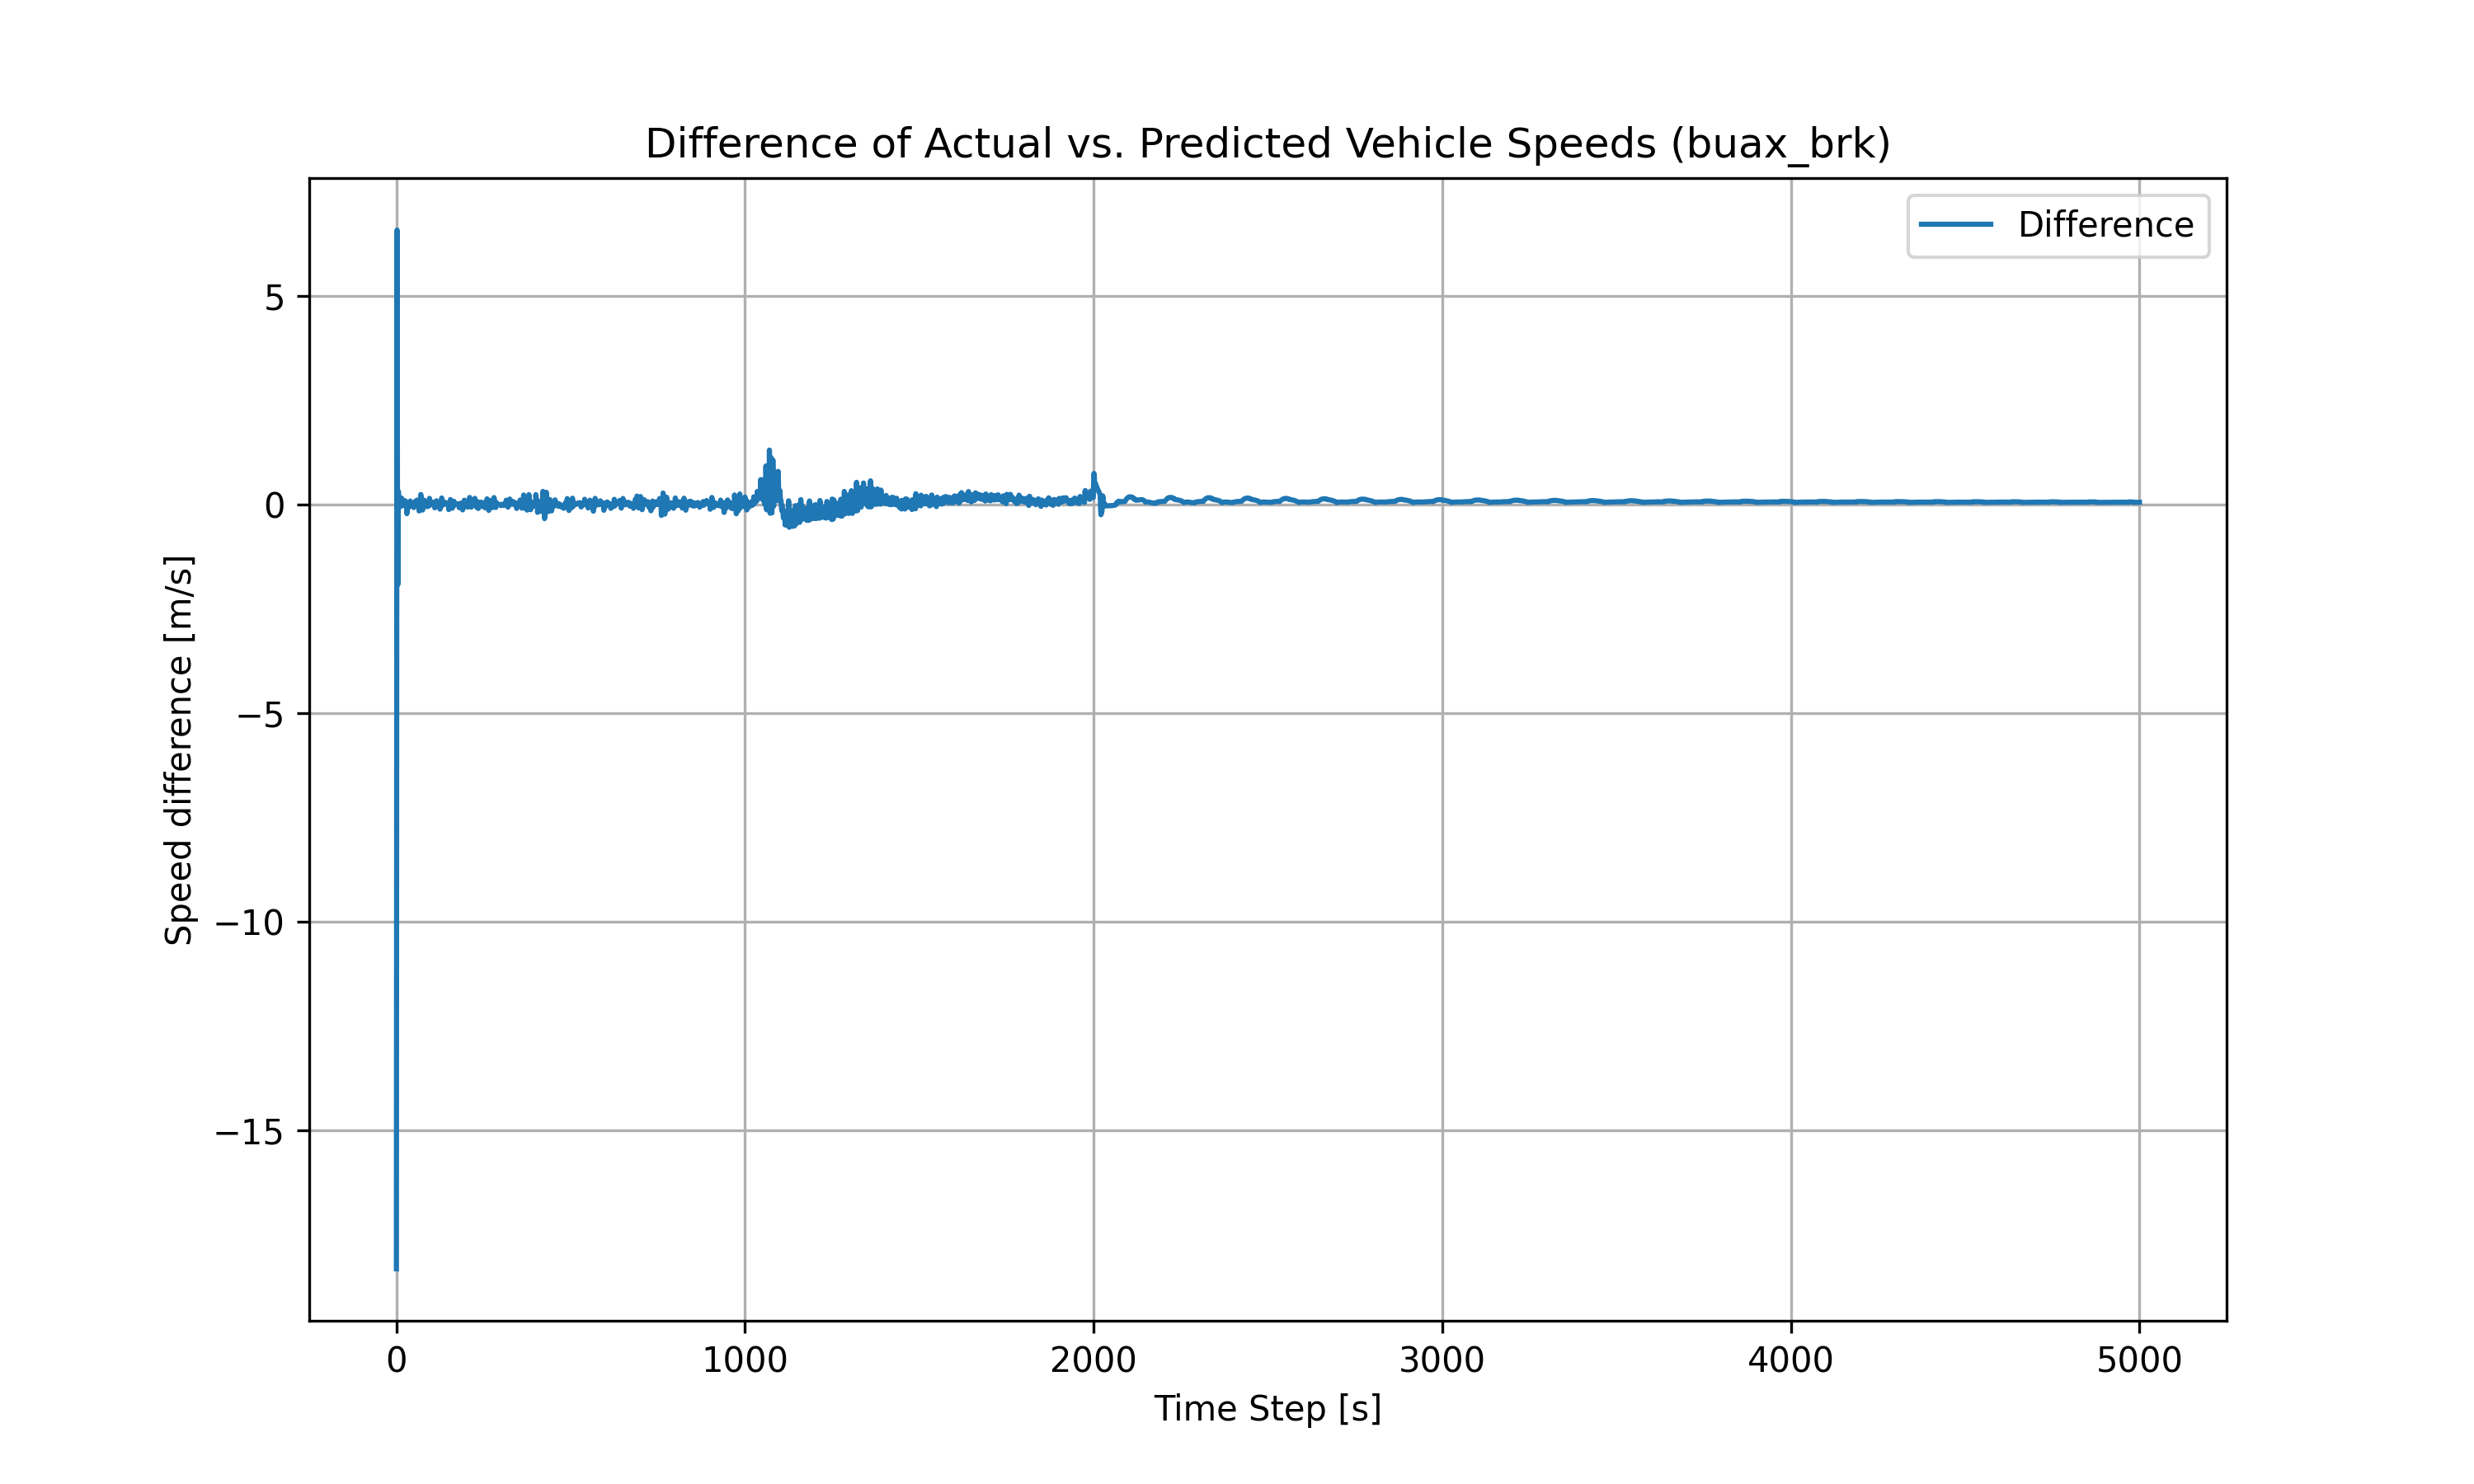 Difference of Actual vs. Predicted Vehicle Speeds (buax_brk)
Difference
5
0
−5
−10
−15
Speed difference [m/s]
0 1000 2000 3000 4000 5000
Time Step [s]